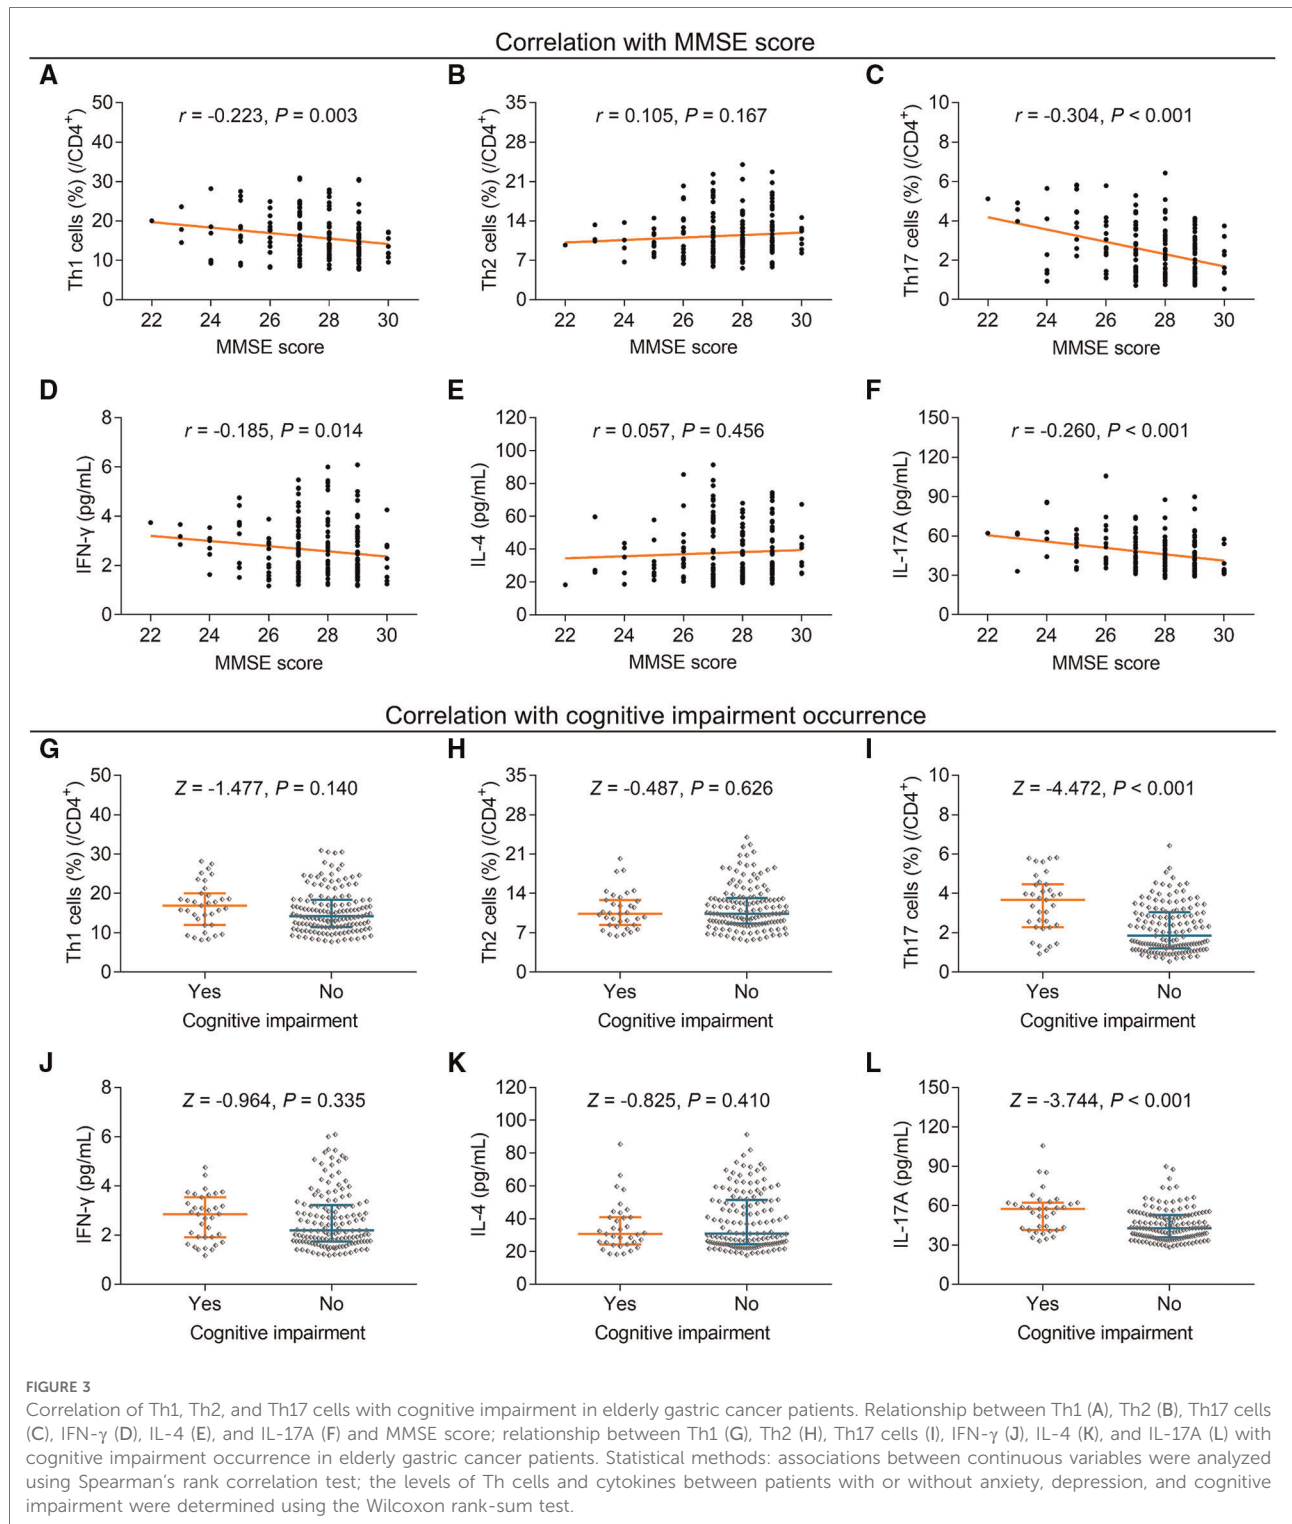 Correlation with MMSE score
A
r = -0.223, P = 0.003
Th1 cells (%) (/CD4⁺)
50
40
30
20
10
0
22 24 26 28 30
MMSE score
B
r = 0.105, P = 0.167
Th2 cells (%) (/CD4⁺)
35
28
21
14
7
0
22 24 26 28 30
MMSE score
C
r = -0.304, P < 0.001
Th17 cells (%) (/CD4⁺)
10
8
6
4
2
0
22 24 26 28 30
MMSE score
D
r = -0.185, P = 0.014
IFN-γ (pg/mL)
8
6
4
2
0
22 24 26 28 30
MMSE score
E
r = 0.057, P = 0.456
IL-4 (pg/mL)
120
100
80
60
40
20
0
22 24 26 28 30
MMSE score
F
r = -0.260, P < 0.001
IL-17A (pg/mL)
150
120
90
60
30
0
22 24 26 28 30
MMSE score
Correlation with cognitive impairment occurrence
G
Z = -1.477, P = 0.140
Th1 cells (%) (/CD4⁺)
50
40
30
20
10
0
Yes No
Cognitive impairment
H
Z = -0.487, P = 0.626
Th2 cells (%) (/CD4⁺)
35
28
21
14
7
0
Yes No
Cognitive impairment
I
Z = -4.472, P < 0.001
Th17 cells (%) (/CD4⁺)
10
8
6
4
2
0
Yes No
Cognitive impairment
J
Z = -0.964, P = 0.335
IFN-γ (pg/mL)
8
6
4
2
0
Yes No
Cognitive impairment
K
Z = -0.825, P = 0.410
IL-4 (pg/mL)
120
100
80
60
40
20
0
Yes No
Cognitive impairment
L
Z = -3.744, P < 0.001
IL-17A (pg/mL)
150
120
90
60
30
0
Yes No
Cognitive impairment
FIGURE 3
Correlation of Th1, Th2, and Th17 cells with cognitive impairment in elderly gastric cancer patients. Relationship between Th1 (A), Th2 (B), Th17 cells
(C), IFN-γ (D), IL-4 (E), and IL-17A (F) and MMSE score; relationship between Th1 (G), Th2 (H), Th17 cells (I), IFN-γ (J), IL-4 (K), and IL-17A (L) with
cognitive impairment occurrence in elderly gastric cancer patients. Statistical methods: associations between continuous variables were analyzed
using Spearman's rank correlation test; the levels of Th cells and cytokines between patients with or without anxiety, depression, and cognitive
impairment were determined using the Wilcoxon rank-sum test.